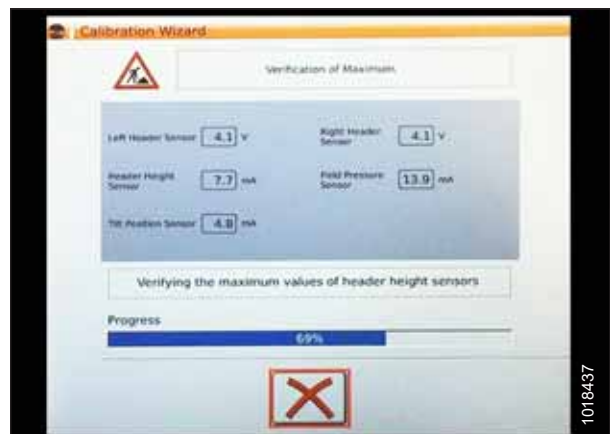 Calibration Wizard
Verification of Maximum
Left Header Sensor 4.1 V
Right Header Sensor 4.1 V
Header Height Sensor 7.7 mA
Field Pressure Sensor 13.9 mA
Tilt Position Sensor 4.8 mA
Verifying the maximum values of header height sensors
Progress
69%
1018437